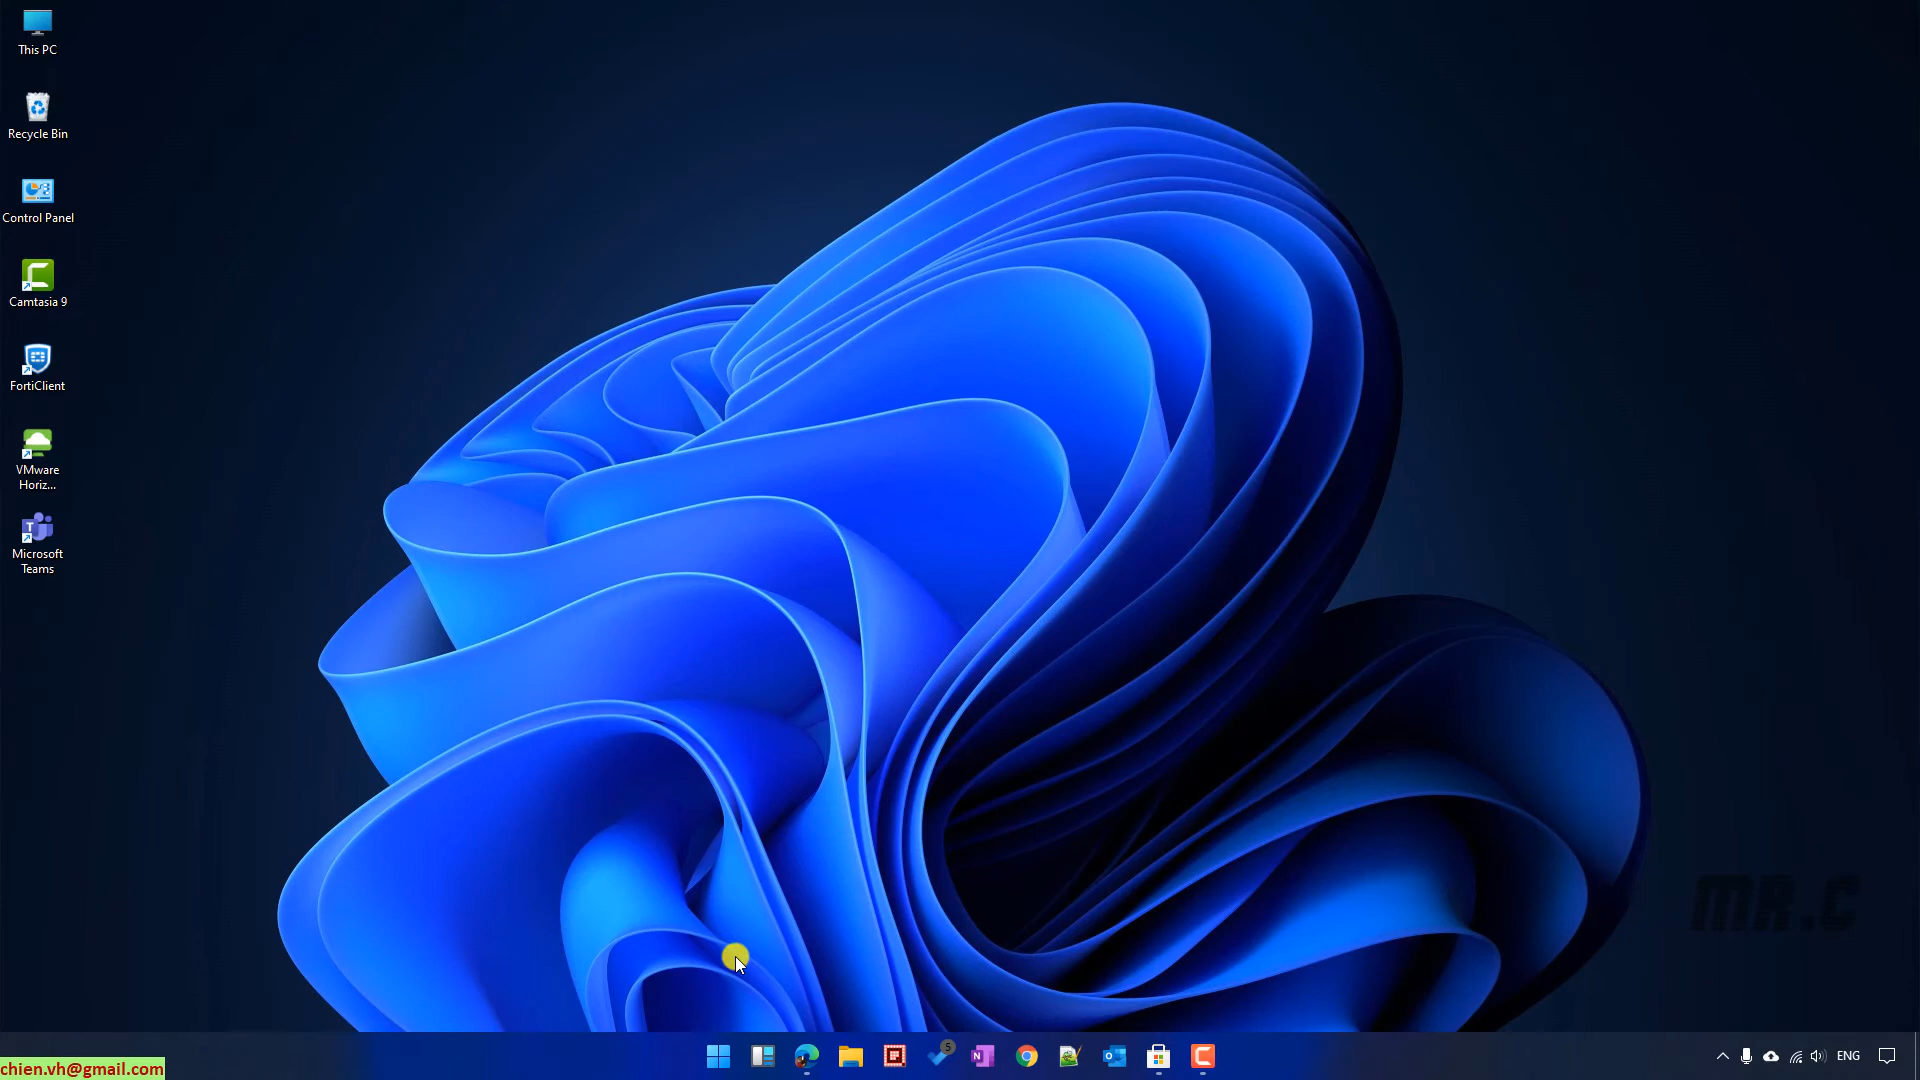 This PC
Recycle Bin
Control Panel
Camtasia 9
FortiClient
VMware
Horiz...
Microsoft
Teams
MR.C
5
ENG
chien.vh@gmail.com